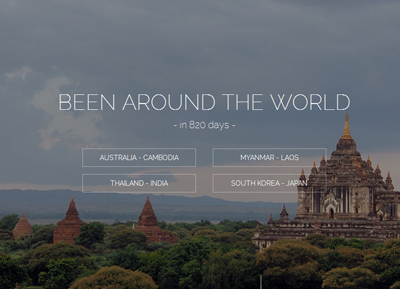 BEEN AROUND THE WORLD
- in 820 days -
AUSTRALIA - CAMBODIA
MYANMAR - LAOS
THAILAND - INDIA
SOUTH KOREA - JAPAN